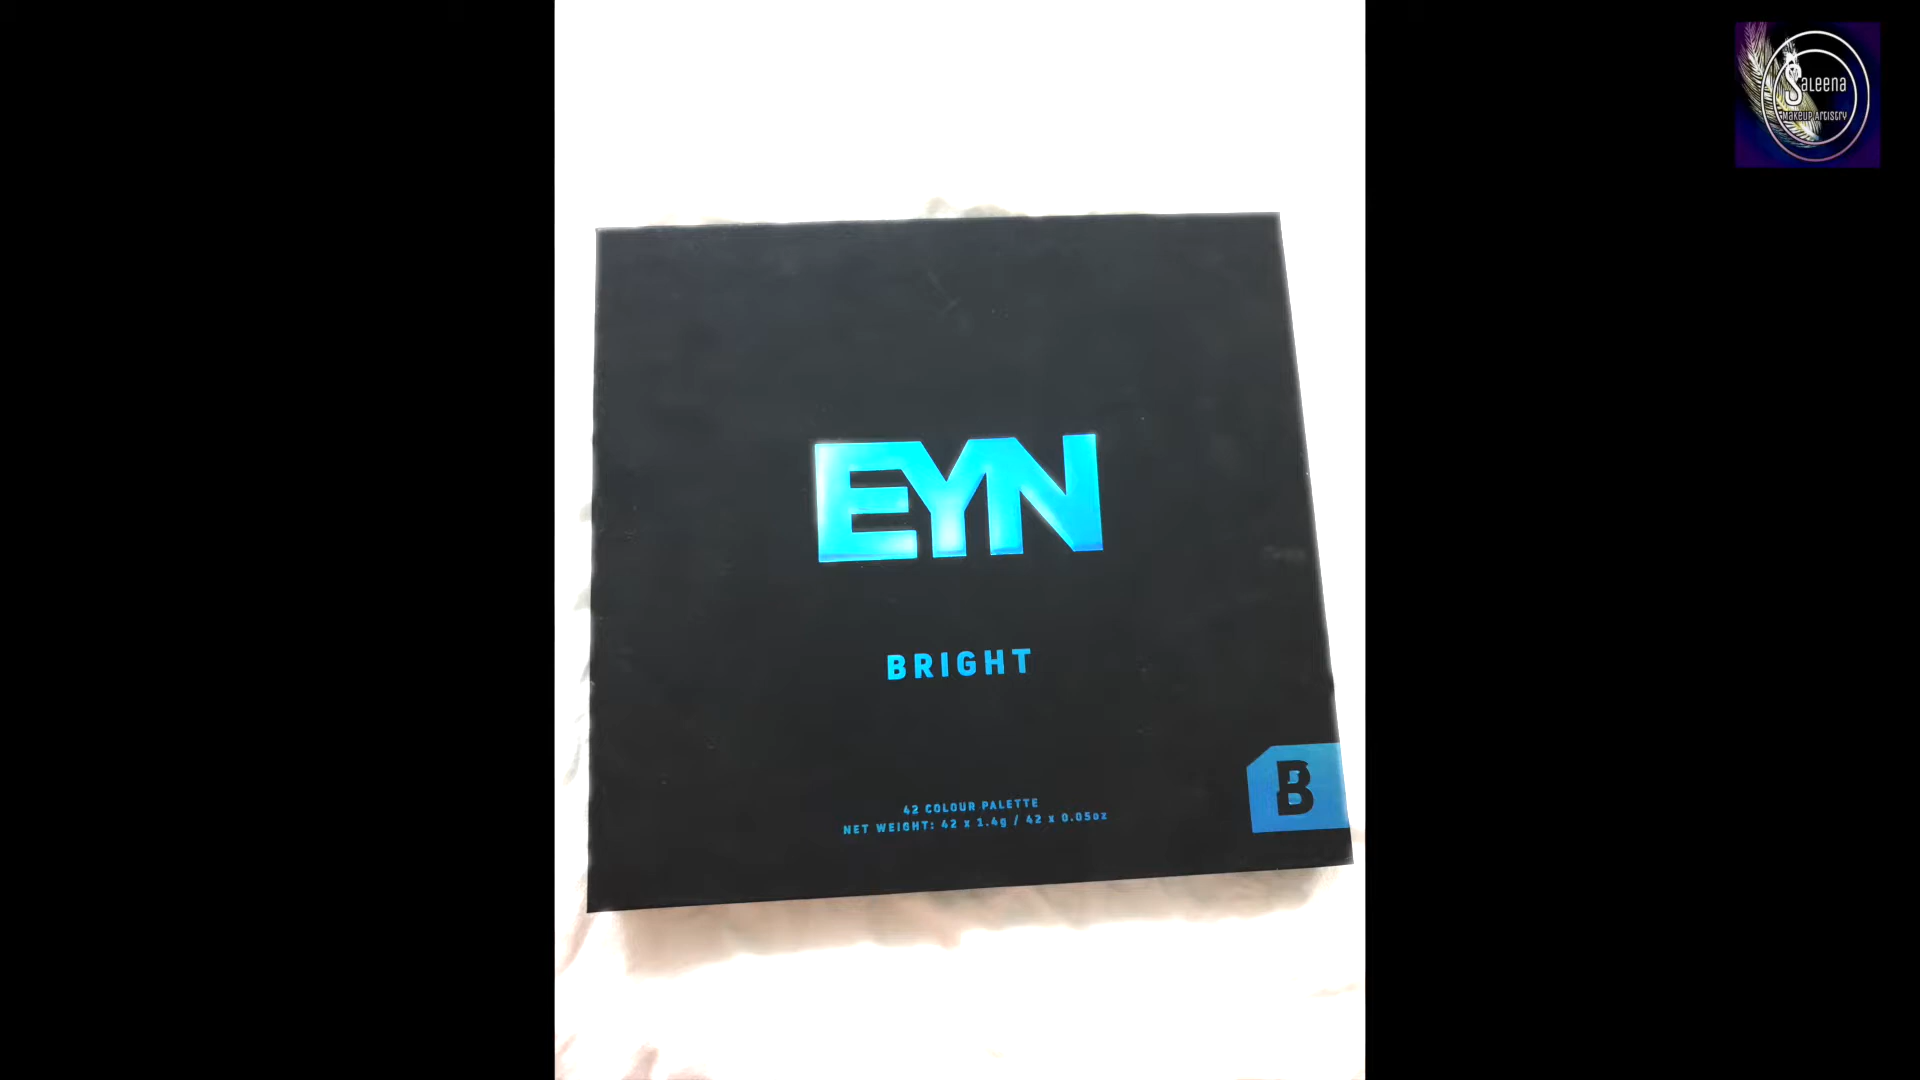 Saleena
Makeup Artistry
EYN
BRIGHT
B
42 COLOUR PALETTE
NET WEIGHT: 42 x 1.4g / 42 x 0.05oz